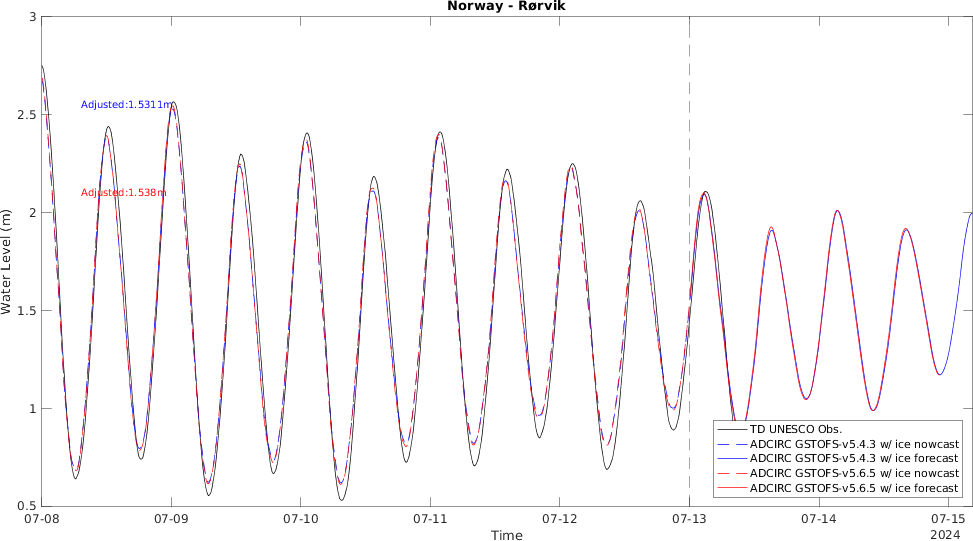 Norway - Rørvik
Water Level (m)
3
2.5
2
1.5
1
0.5
Adjusted:1.5311m
Adjusted:1.538m
TD UNESCO Obs.
ADCIRC GSTOFS-v5.4.3 w/ ice nowcast
ADCIRC GSTOFS-v5.4.3 w/ ice forecast
ADCIRC GSTOFS-v5.6.5 w/ ice nowcast
ADCIRC GSTOFS-v5.6.5 w/ ice forecast
07-08 07-09 07-10 07-11 07-12 07-13 07-14 07-15
Time
2024